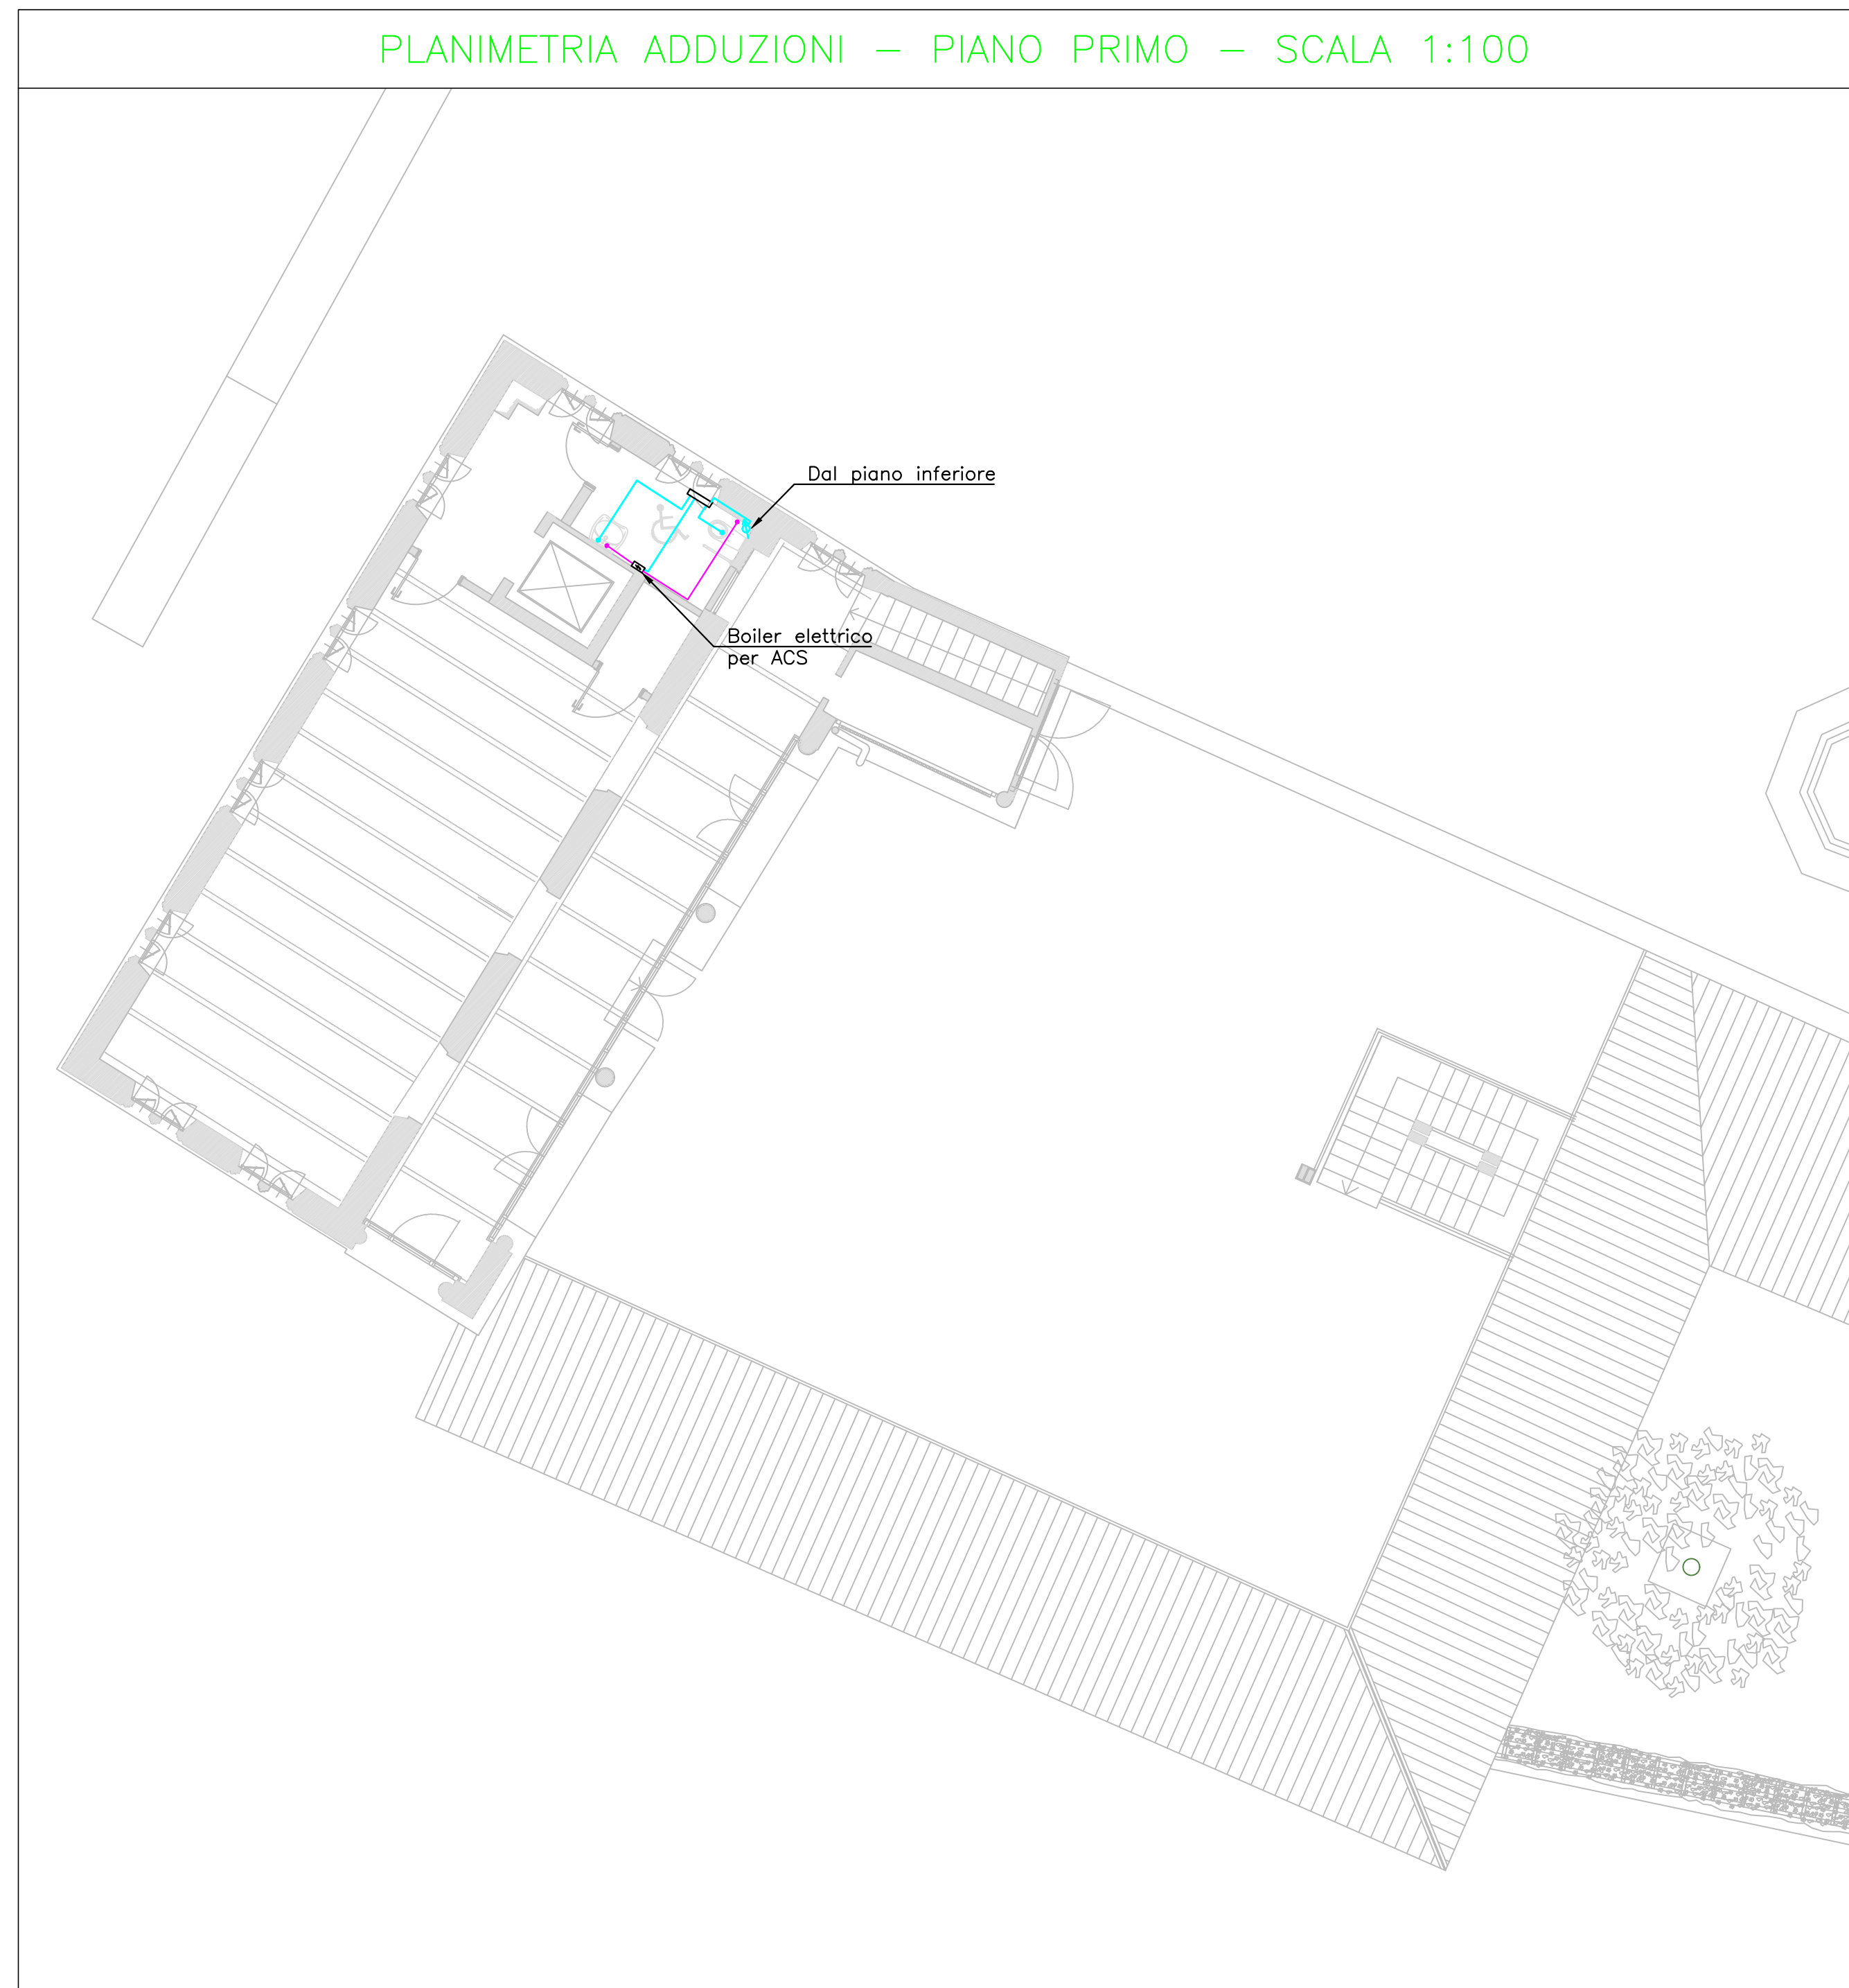 PLANIMETRIA ADDUZIONI – PIANO PRIMO – SCALA 1:100
Dal piano inferiore
Boiler elettrico
per ACS